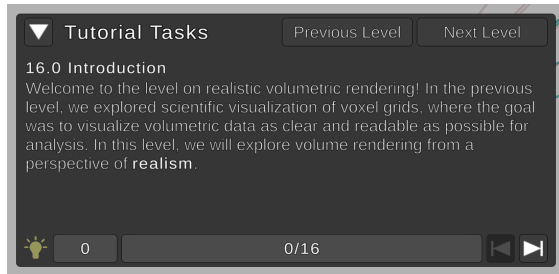 Tutorial Tasks
Previous Level
Next Level
16.0 Introduction
Welcome to the level on realistic volumetric rendering! In the previous
level, we explored scientific visualization of voxel grids, where the goal
was to visualize volumetric data as clear and readable as possible for
analysis. In this level, we will explore volume rendering from a
perspective of realism.
0
0/16